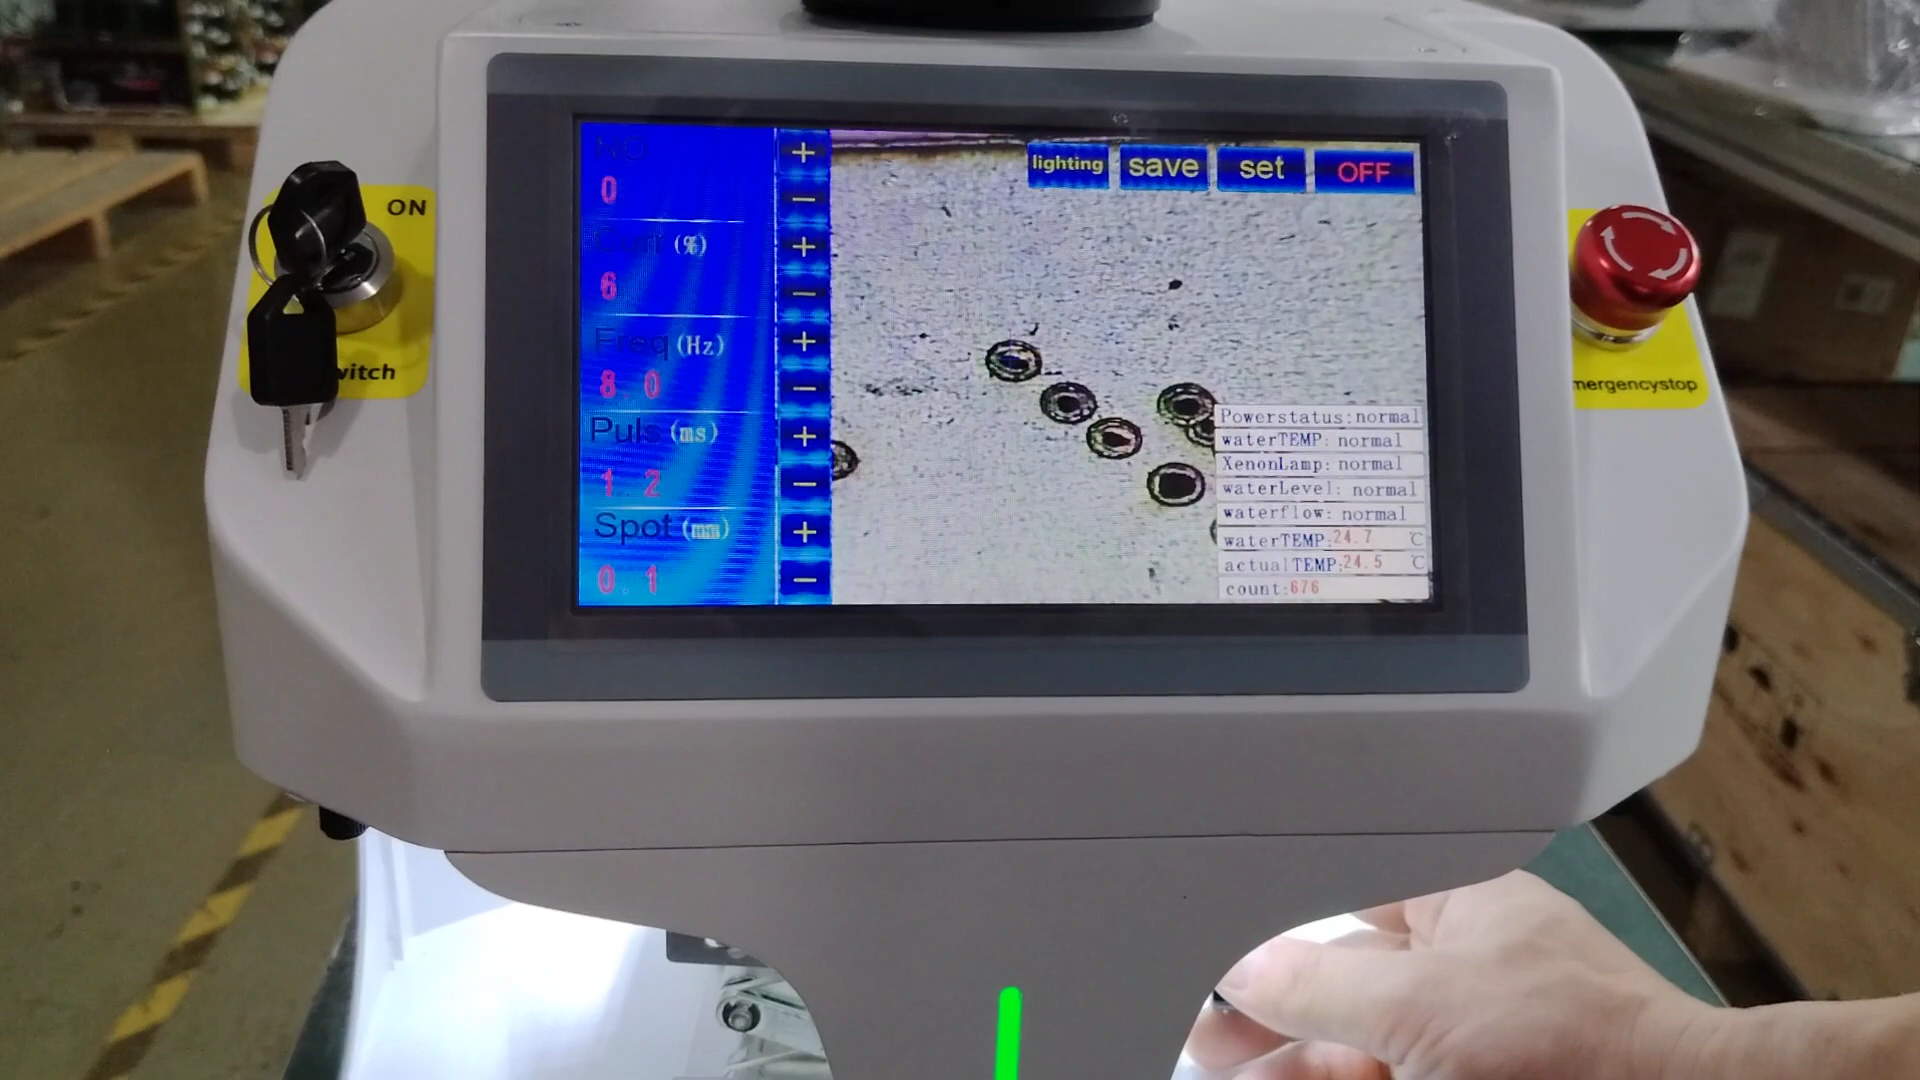 NO
0
Curr(%)
6
Freq(Hz)
8.0
Puls(ms)
1.2
Spot(mm)
0.1
+
−
+
−
+
−
+
−
+
−
lighting
save
set
OFF
Powerstatus:normal
waterTEMP: normal
XenonLamp: normal
waterLevel: normal
waterflow: normal
waterTEMP:24.7 ℃
actualTEMP:24.5 ℃
count:676
ON
witch
mergencystop